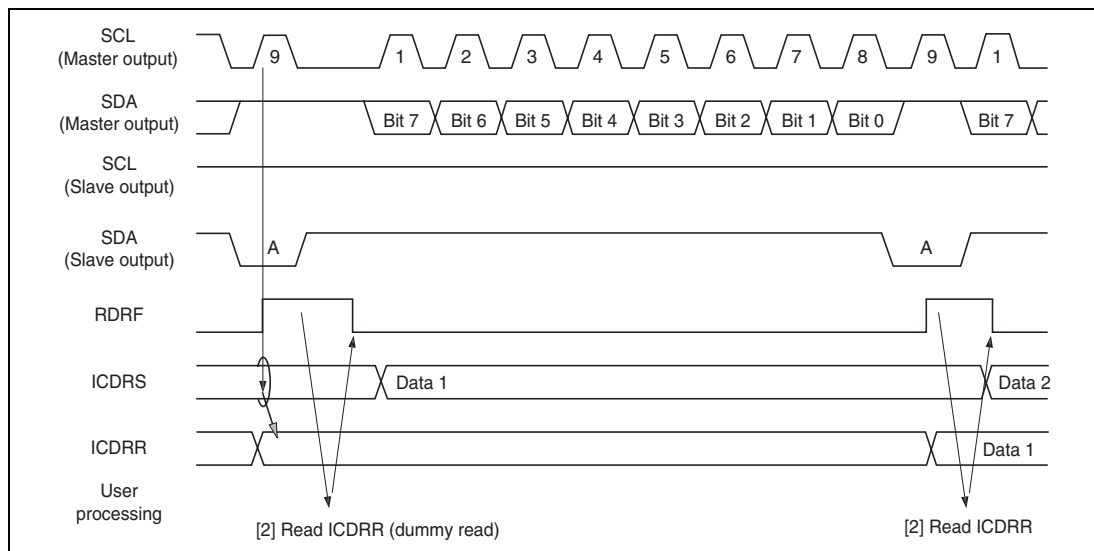 SCL
(Master output)
9 1 2 3 4 5 6 7 8 9 1
SDA
(Master output)
Bit 7 Bit 6 Bit 5 Bit 4 Bit 3 Bit 2 Bit 1 Bit 0 Bit 7
SCL
(Slave output)
SDA
(Slave output)
A A
RDRF
ICDRS
Data 1 Data 2
ICDRR
Data 1
User
processing
[2] Read ICDRR (dummy read) [2] Read ICDRR